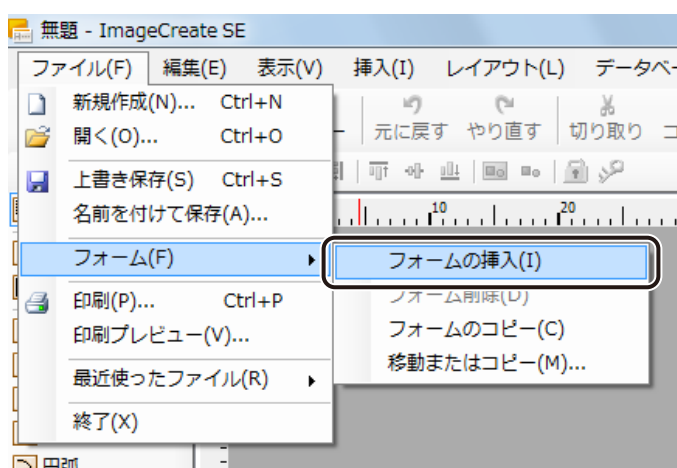 無題 - ImageCreate SE
ファイル(F) 編集(E) 表示(V) 挿入(I) レイアウト(L)
元に戻す やり直す 切り取り
新規作成(N)... Ctrl+N
開く(O)... Ctrl+O
上書き保存(S) Ctrl+S
名前を付けて保存(A)...
10 20
フォーム(F)
フォームの挿入(I)
フォーム削除(D)
フォームのコピー(C)
移動またはコピー(M)...
印刷(P)... Ctrl+P
印刷プレビュー(V)...
最近使ったファイル(R)
終了(X)
円弧